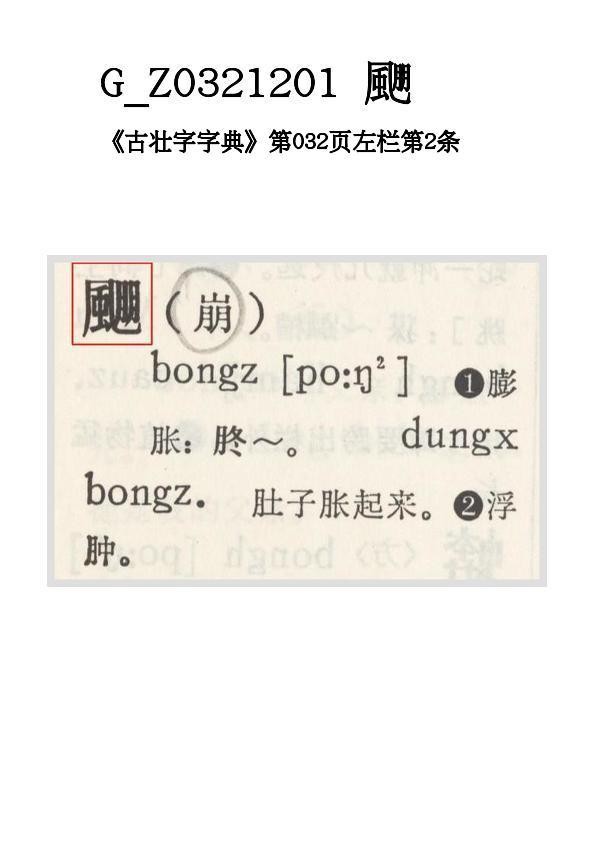 G_Z0321201
《古壮字字典》第032页左栏第2条
（崩）
bongz [po:ŋ² ] ❶膨
胀：～。 dungx
bongz. 肚子胀起来。❷浮
肿。